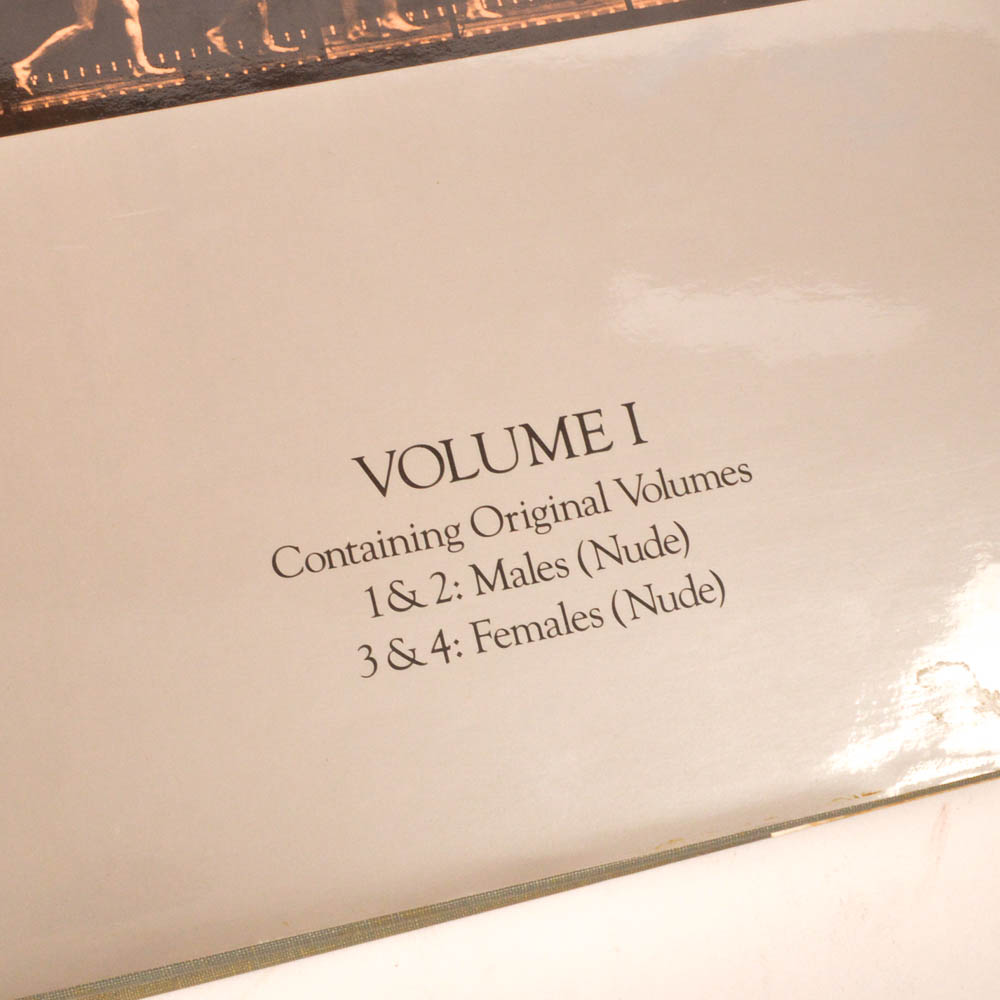 VOLUME I
Containing Original Volumes
1 & 2: Males (Nude)
3 & 4: Females (Nude)